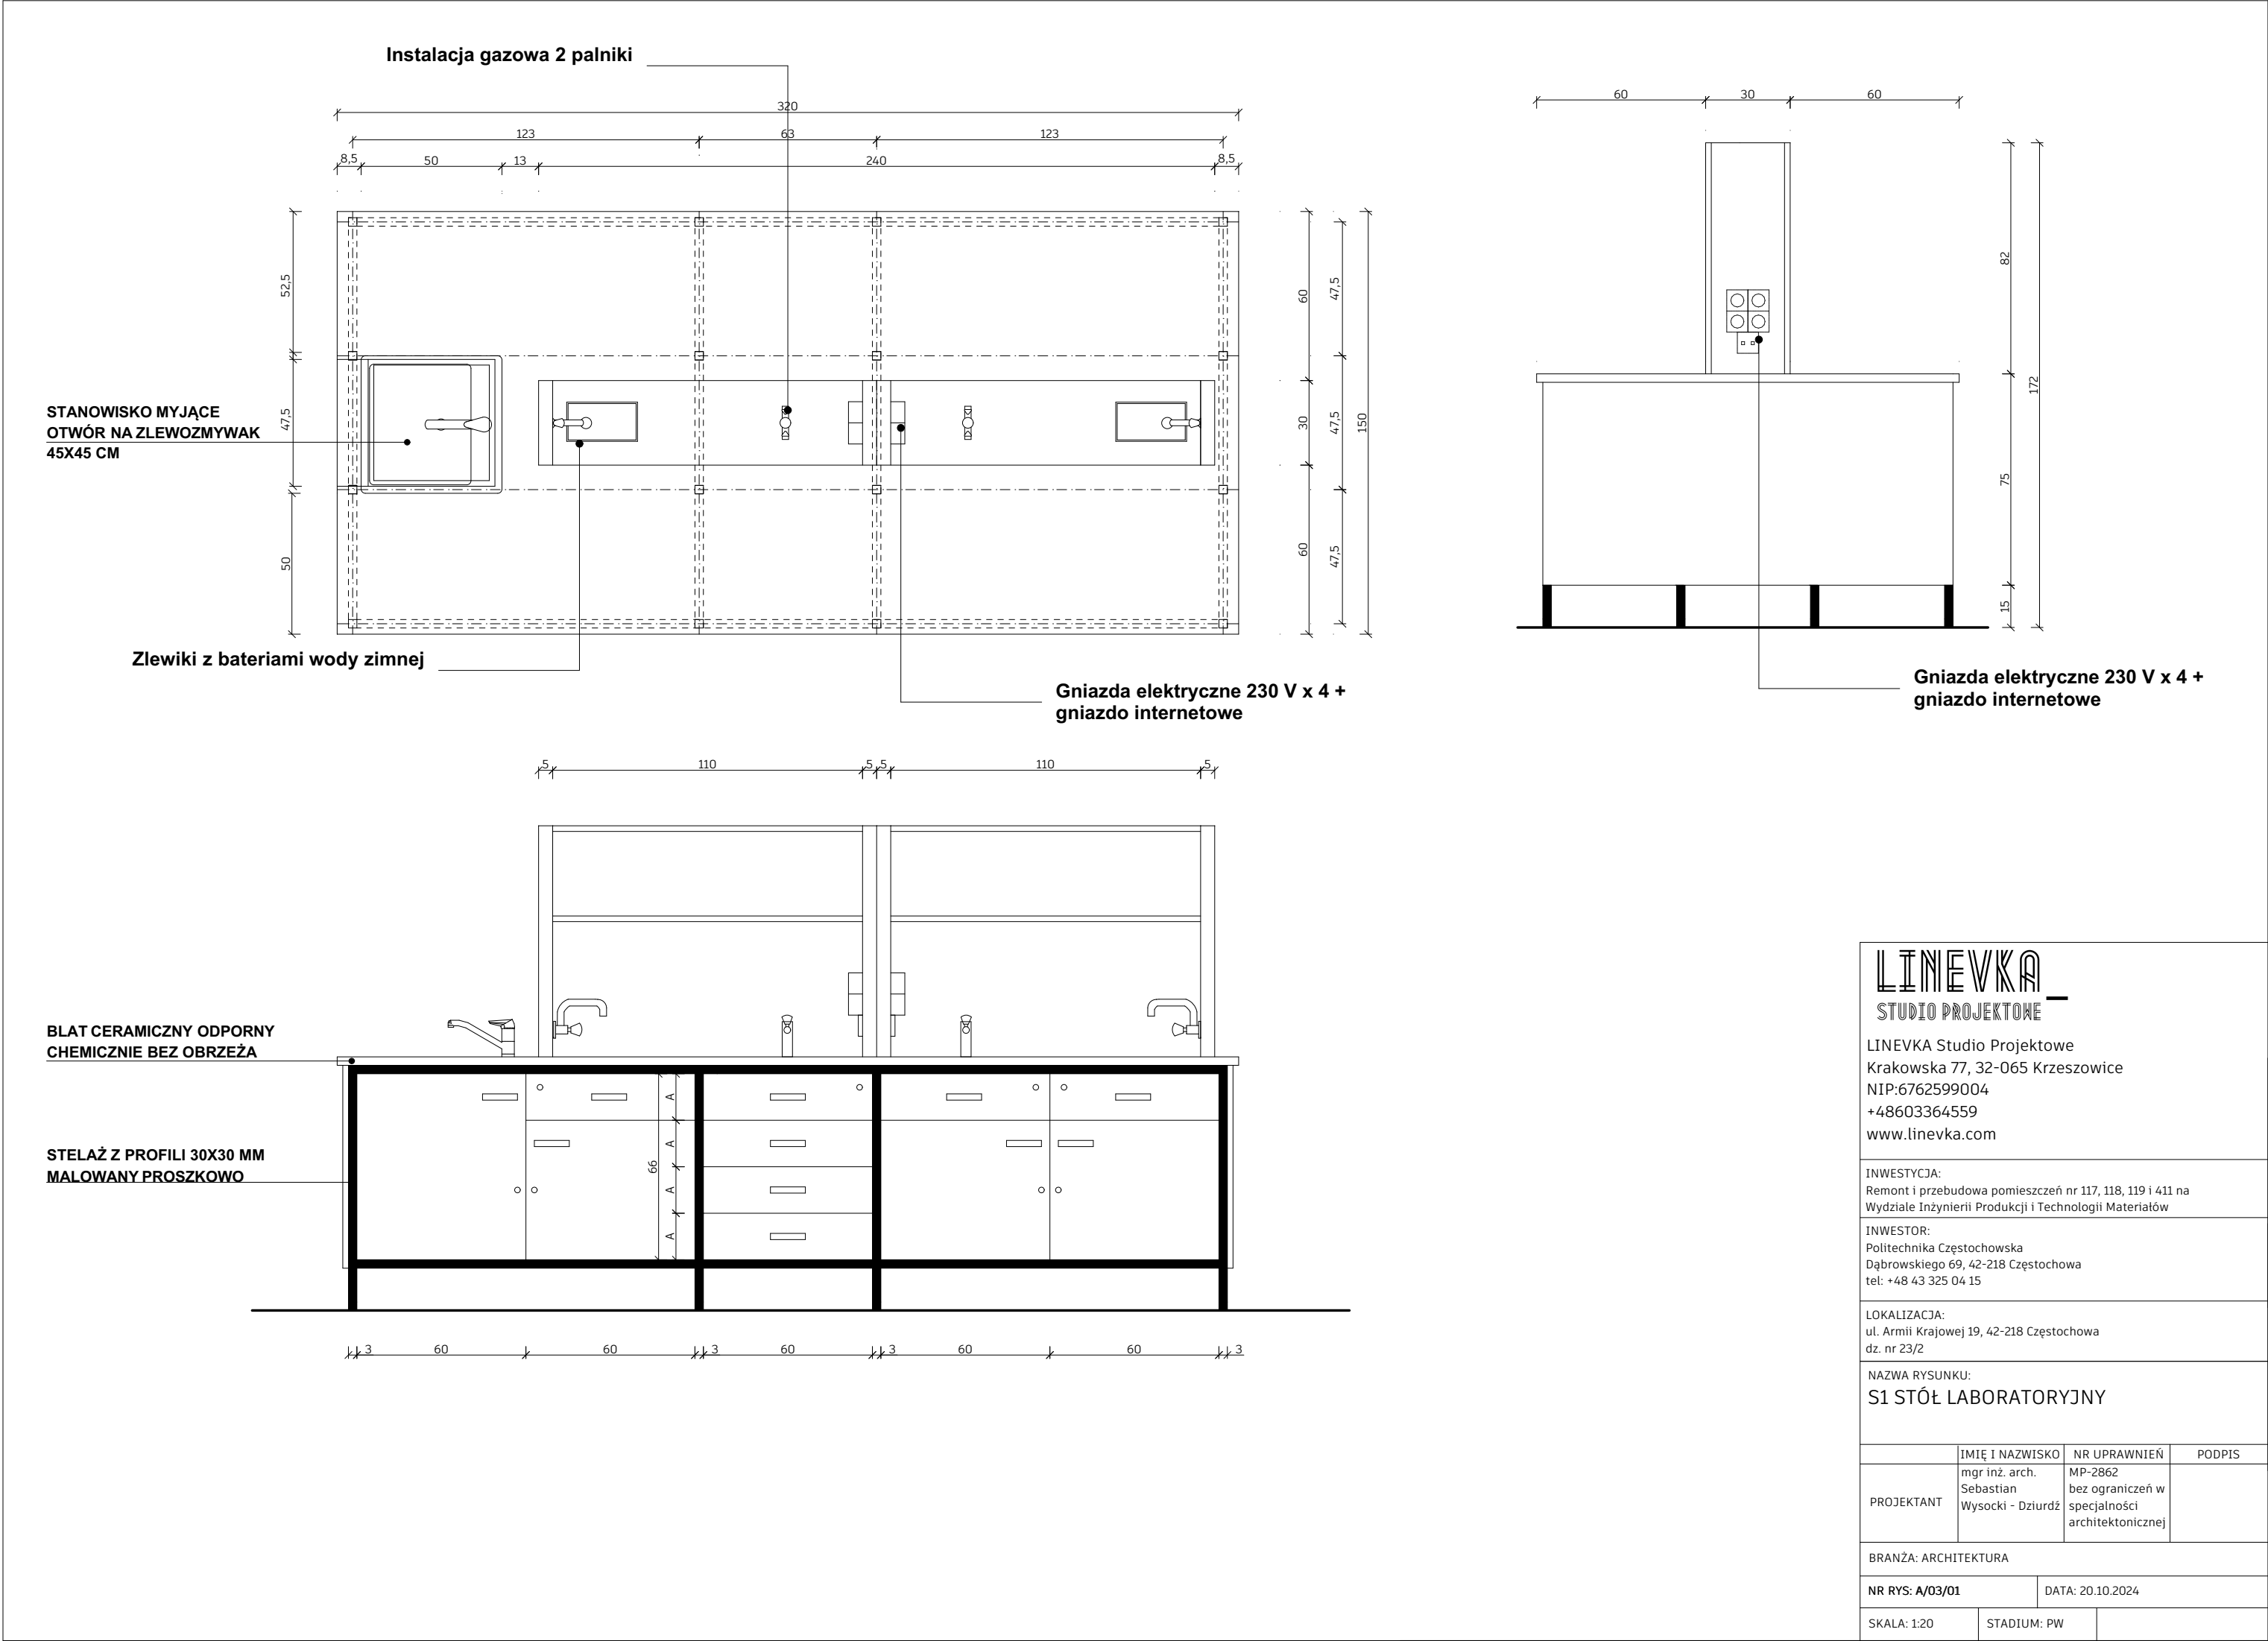 Instalacja gazowa 2 palniki
320
123
63
123
8,5
50
13
240
8,5
52,5
47,5
50
60
30
60
47,5
47,5
47,5
150
STANOWISKO MYJĄCE
OTWÓR NA ZLEWOZMYWAK
45X45 CM
Zlewiki z bateriami wody zimnej
Gniazda elektryczne 230 V x 4 +
gniazdo internetowe
60
30
60
82
75
15
172
Gniazda elektryczne 230 V x 4 +
gniazdo internetowe
5
110
5
5
110
5
BLAT CERAMICZNY ODPORNY
CHEMICZNIE BEZ OBRZEŻA
STELAŻ Z PROFILI 30X30 MM
MALOWANY PROSZKOWO
66
A
A
A
A
3
60
60
3
60
3
60
60
3
LINEVKA_
STUDIO PROJEKTOWE
LINEVKA Studio Projektowe
Krakowska 77, 32-065 Krzeszowice
NIP:6762599004
+48603364559
www.linevka.com
INWESTYCJA:
Remont i przebudowa pomieszczeń nr 117, 118, 119 i 411 na
Wydziale Inżynierii Produkcji i Technologii Materiałów
INWESTOR:
Politechnika Częstochowska
Dąbrowskiego 69, 42-218 Częstochowa
tel: +48 43 325 04 15
LOKALIZACJA:
ul. Armii Krajowej 19, 42-218 Częstochowa
dz. nr 23/2
NAZWA RYSUNKU:
S1 STÓŁ LABORATORYJNY
IMIĘ I NAZWISKO
NR UPRAWNIEŃ
PODPIS
PROJEKTANT
mgr inż. arch.
Sebastian
Wysocki - Dziurdź
MP-2862
bez ograniczeń w
specjalności
architektonicznej
BRANŻA: ARCHITEKTURA
NR RYS: A/03/01
DATA: 20.10.2024
SKALA: 1:20
STADIUM: PW